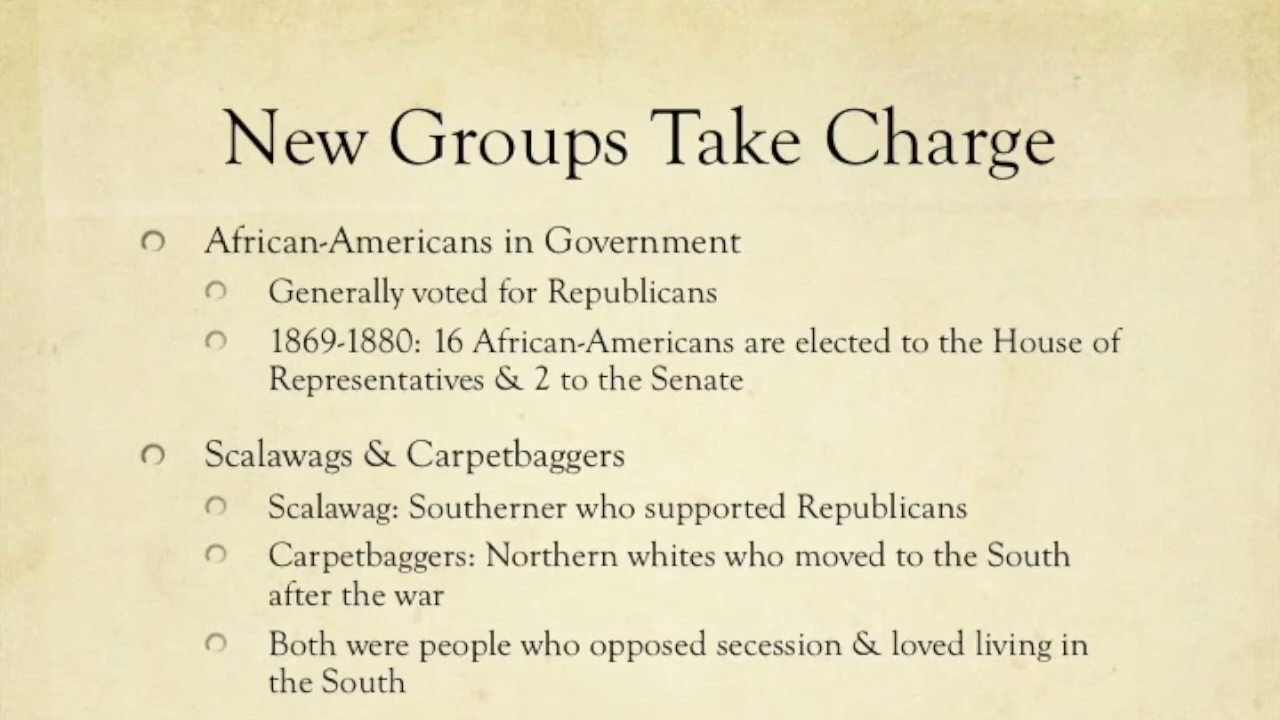 New Groups Take Charge
African-Americans in Government
Generally voted for Republicans
1869-1880: 16 African-Americans are elected to the House of
Representatives & 2 to the Senate
Scalawags & Carpetbaggers
Scalawag: Southerner who supported Republicans
Carpetbaggers: Northern whites who moved to the South
after the war
Both were people who opposed secession & loved living in
the South